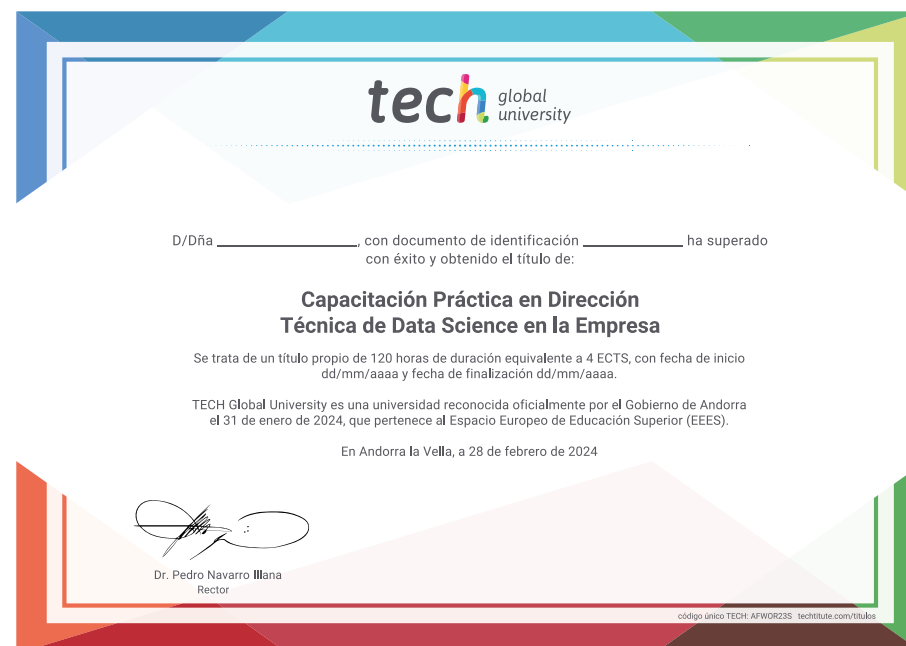 tech global
university
D/Dña ____________________, con documento de identificación ______________ ha superado
con éxito y obtenido el título de:
Capacitación Práctica en Dirección
Técnica de Data Science en la Empresa
Se trata de un título propio de 120 horas de duración equivalente a 4 ECTS, con fecha de inicio
dd/mm/aaaa y fecha de finalización dd/mm/aaaa.
TECH Global University es una universidad reconocida oficialmente por el Gobierno de Andorra
el 31 de enero de 2024, que pertenece al Espacio Europeo de Educación Superior (EEES).
En Andorra la Vella, a 28 de febrero de 2024
Dr. Pedro Navarro Illana
Rector
código único TECH: AFWOR23S techtitute.com/titulos